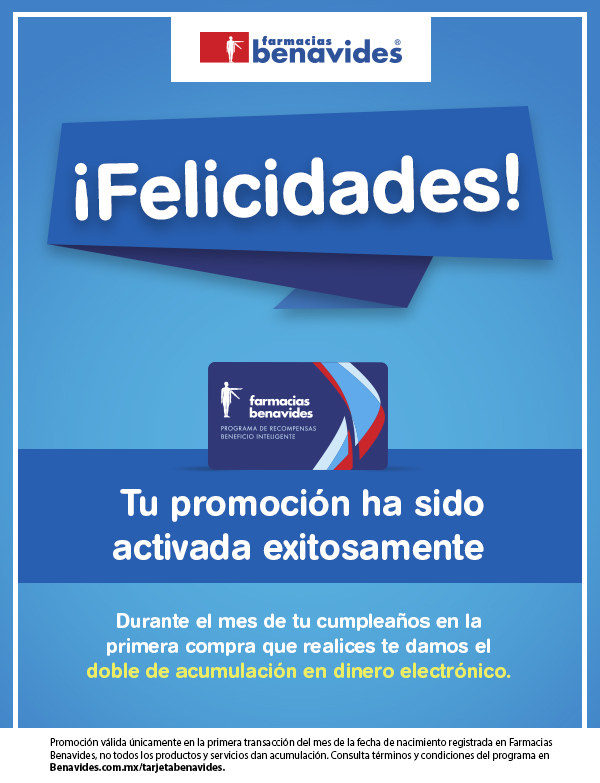 farmacias
benavides®
¡Felicidades!
farmacias
benavides
PROGRAMA DE RECOMPENSAS
BENEFICIO INTELIGENTE
Tu promoción ha sido
activada exitosamente
Durante el mes de tu cumpleaños en la
primera compra que realices te damos el
doble de acumulación en dinero electrónico.
Promoción válida únicamente en la primera transacción del mes de la fecha de nacimiento registrada en Farmacias
Benavides, no todos los productos y servicios dan acumulación. Consulta términos y condiciones del programa en
Benavides.com.mx/tarjetabenavides.